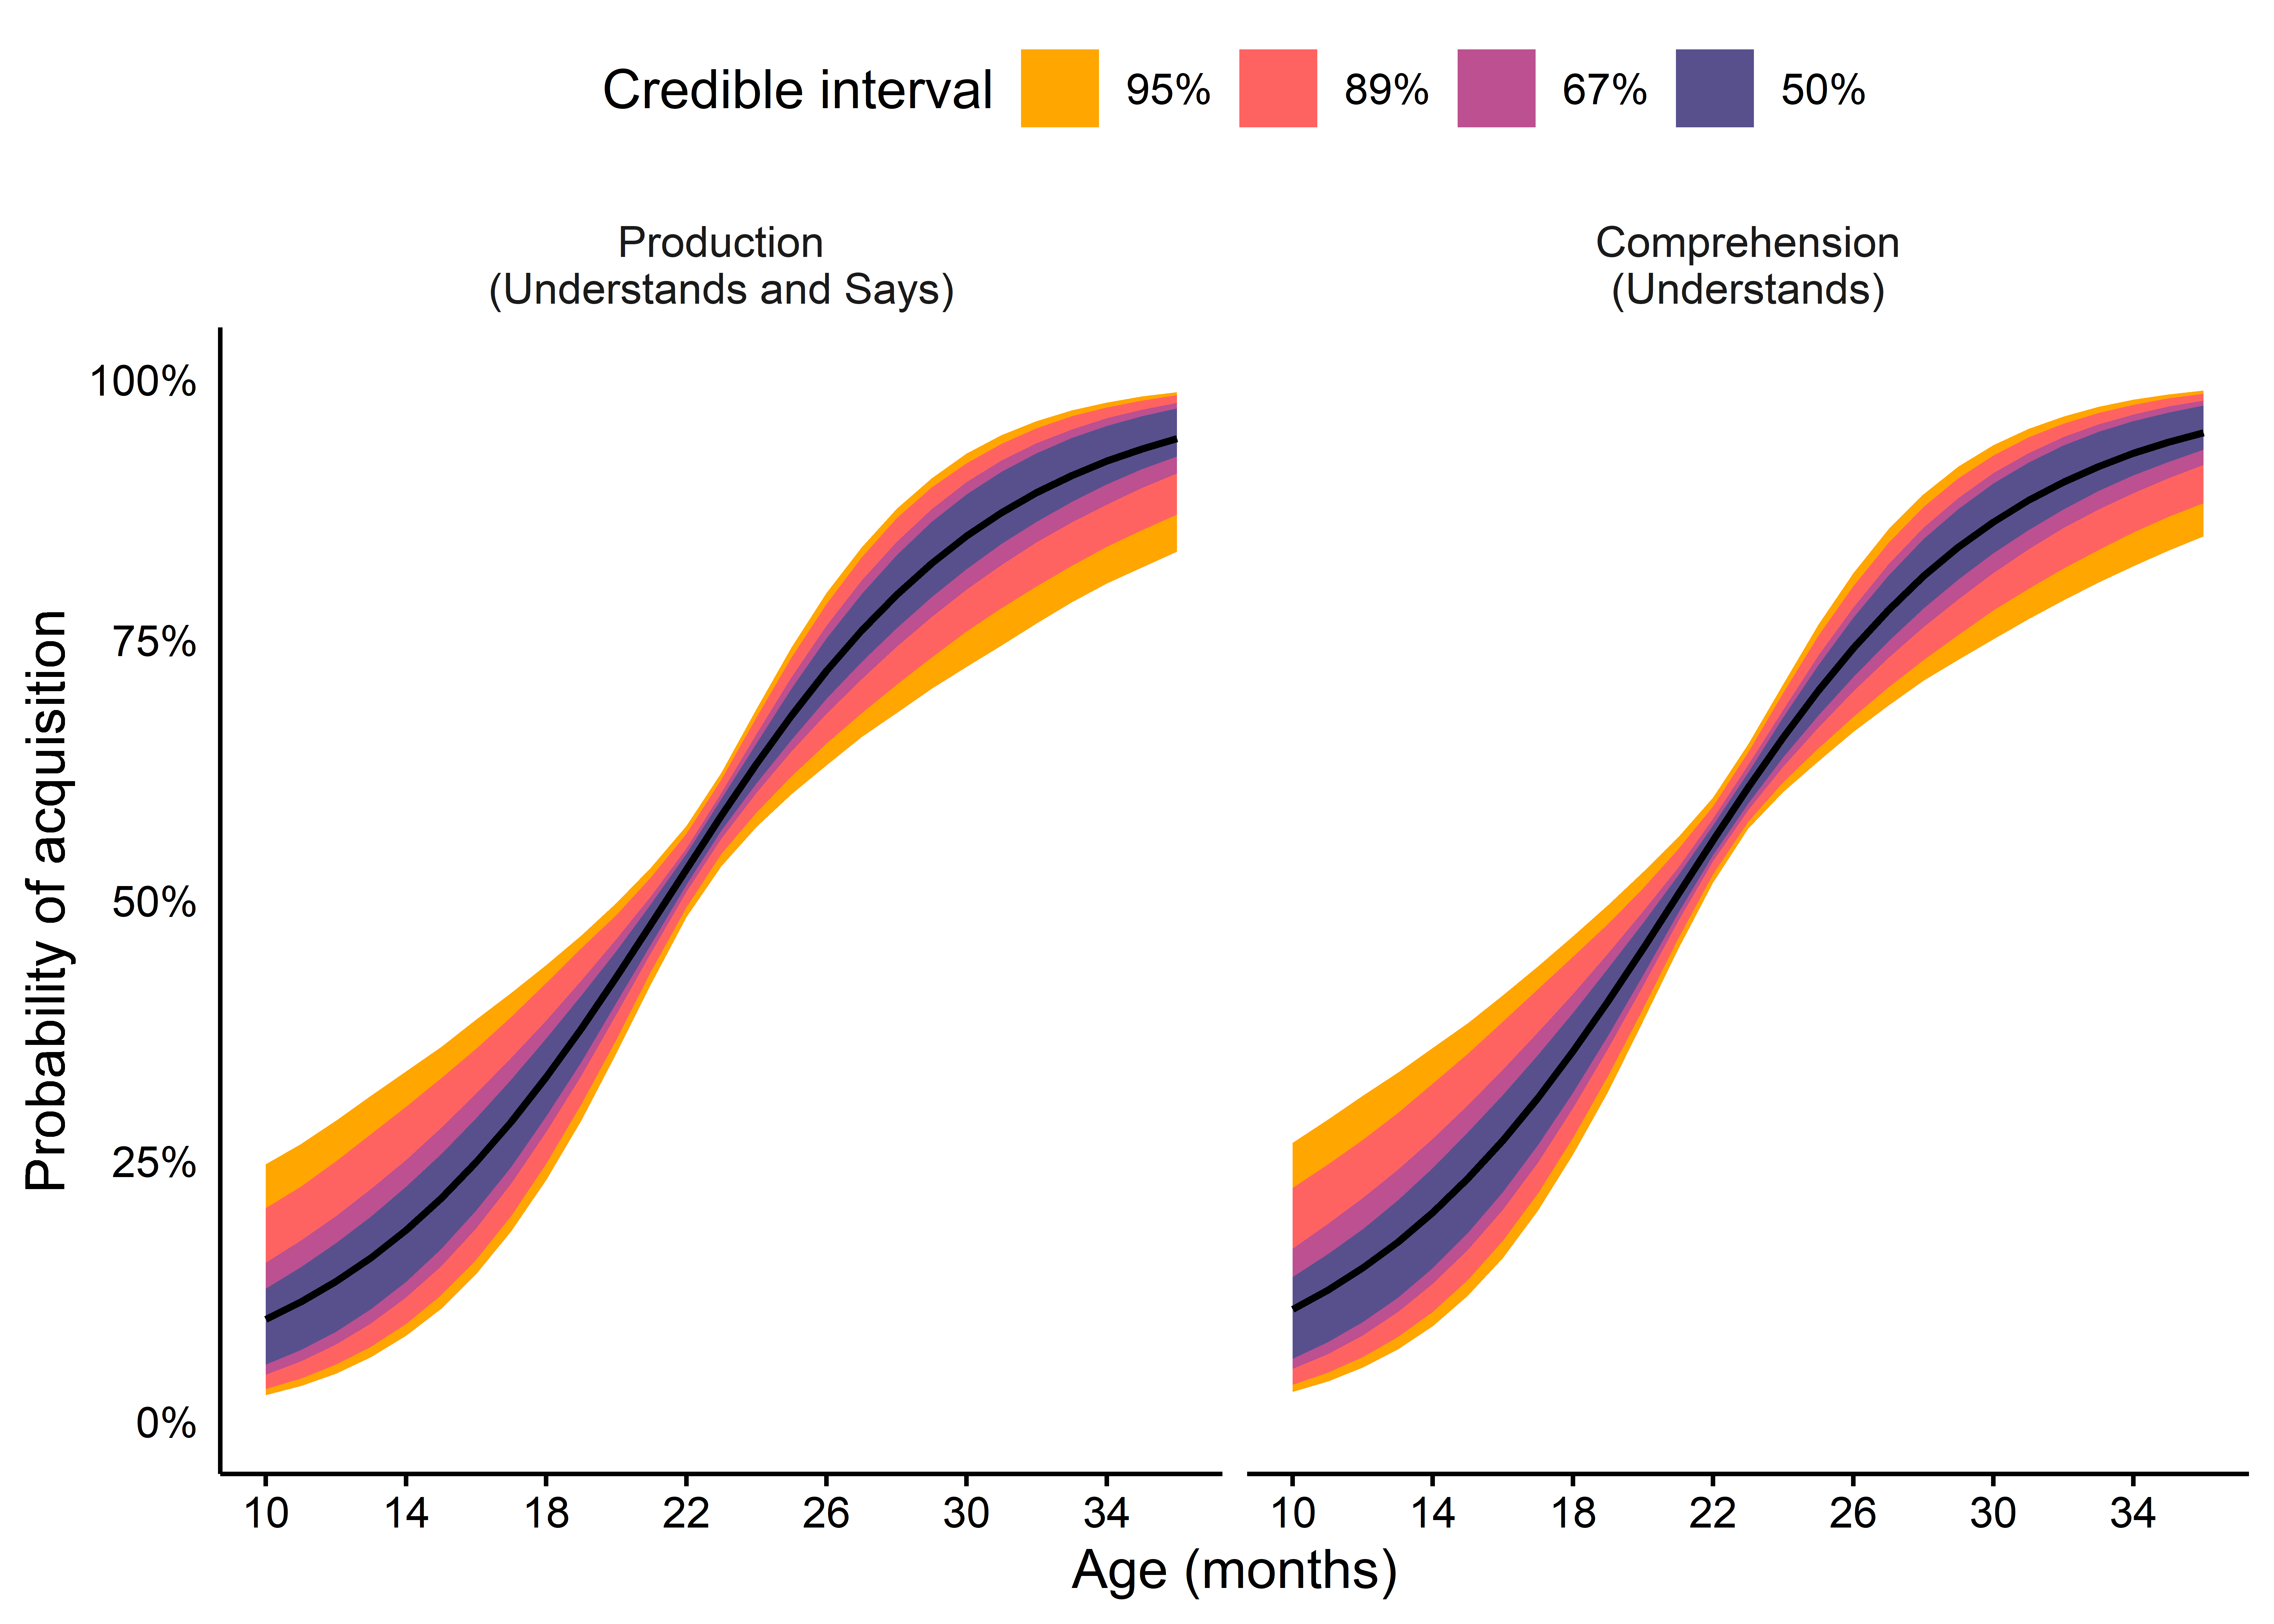 Credible interval 95% 89% 67% 50%
Production
(Understands and Says)
Comprehension
(Understands)
Probability of acquisition
100%
75%
50%
25%
0%
10 14 18 22 26 30 34
10 14 18 22 26 30 34
Age (months)